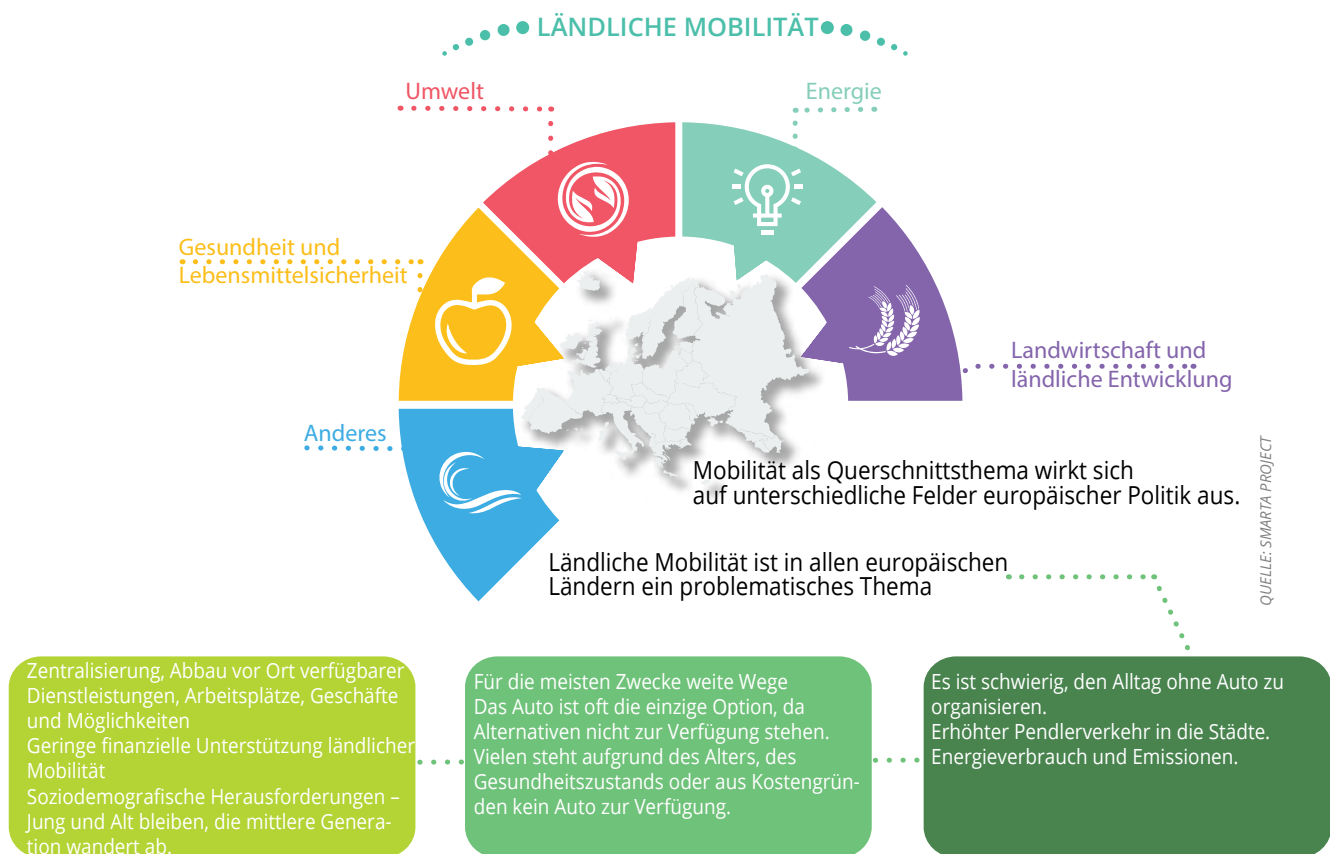 LÄNDLICHE MOBILITÄT
Umwelt
Energie
Gesundheit und
Lebensmittelsicherheit
Landwirtschaft und
ländliche Entwicklung
Anderes
Mobilität als Querschnittsthema wirkt sich
auf unterschiedliche Felder europäischer Politik aus.
QUELLE: SMARTA PROJECT
Ländliche Mobilität ist in allen europäischen
Ländern ein problematisches Thema
Zentralisierung, Abbau vor Ort verfügbarer
Dienstleistungen, Arbeitsplätze, Geschäfte
und Möglichkeiten
Geringe finanzielle Unterstützung ländlicher
Mobilität
Soziodemografische Herausforderungen –
Jung und Alt bleiben, die mittlere Genera-
tion wandert ab.
Für die meisten Zwecke weite Wege
Das Auto ist oft die einzige Option, da
Alternativen nicht zur Verfügung stehen.
Vielen steht aufgrund des Alters, des
Gesundheitszustands oder aus Kostengrün-
den kein Auto zur Verfügung.
Es ist schwierig, den Alltag ohne Auto zu
organisieren.
Erhöhter Pendlerverkehr in die Städte.
Energieverbrauch und Emissionen.